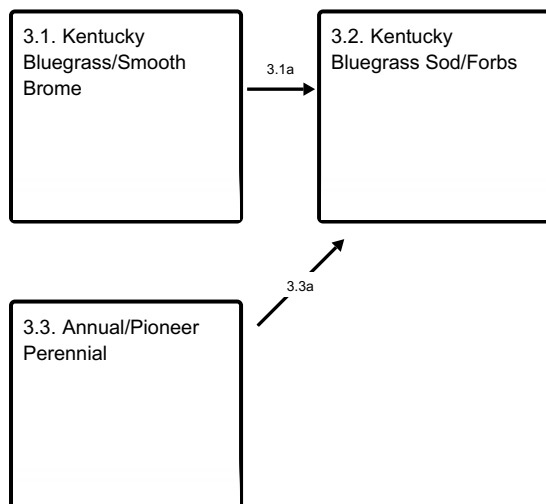 3.1. Kentucky
Bluegrass/Smooth
Brome
3.1a
3.2. Kentucky
Bluegrass Sod/Forbs
3.3a
3.3. Annual/Pioneer
Perennial